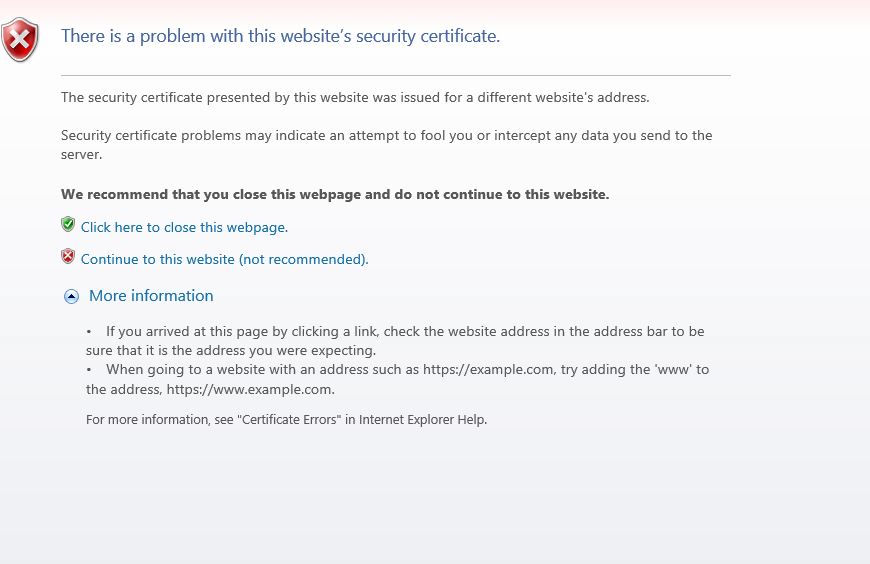 There is a problem with this website's security certificate.
The security certificate presented by this website was issued for a different website's address.
Security certificate problems may indicate an attempt to fool you or intercept any data you send to the
server.
We recommend that you close this webpage and do not continue to this website.
Click here to close this webpage.
Continue to this website (not recommended).
More information
• If you arrived at this page by clicking a link, check the website address in the address bar to be
sure that it is the address you were expecting.
• When going to a website with an address such as https://example.com, try adding the 'www' to
the address, https://www.example.com.
For more information, see "Certificate Errors" in Internet Explorer Help.